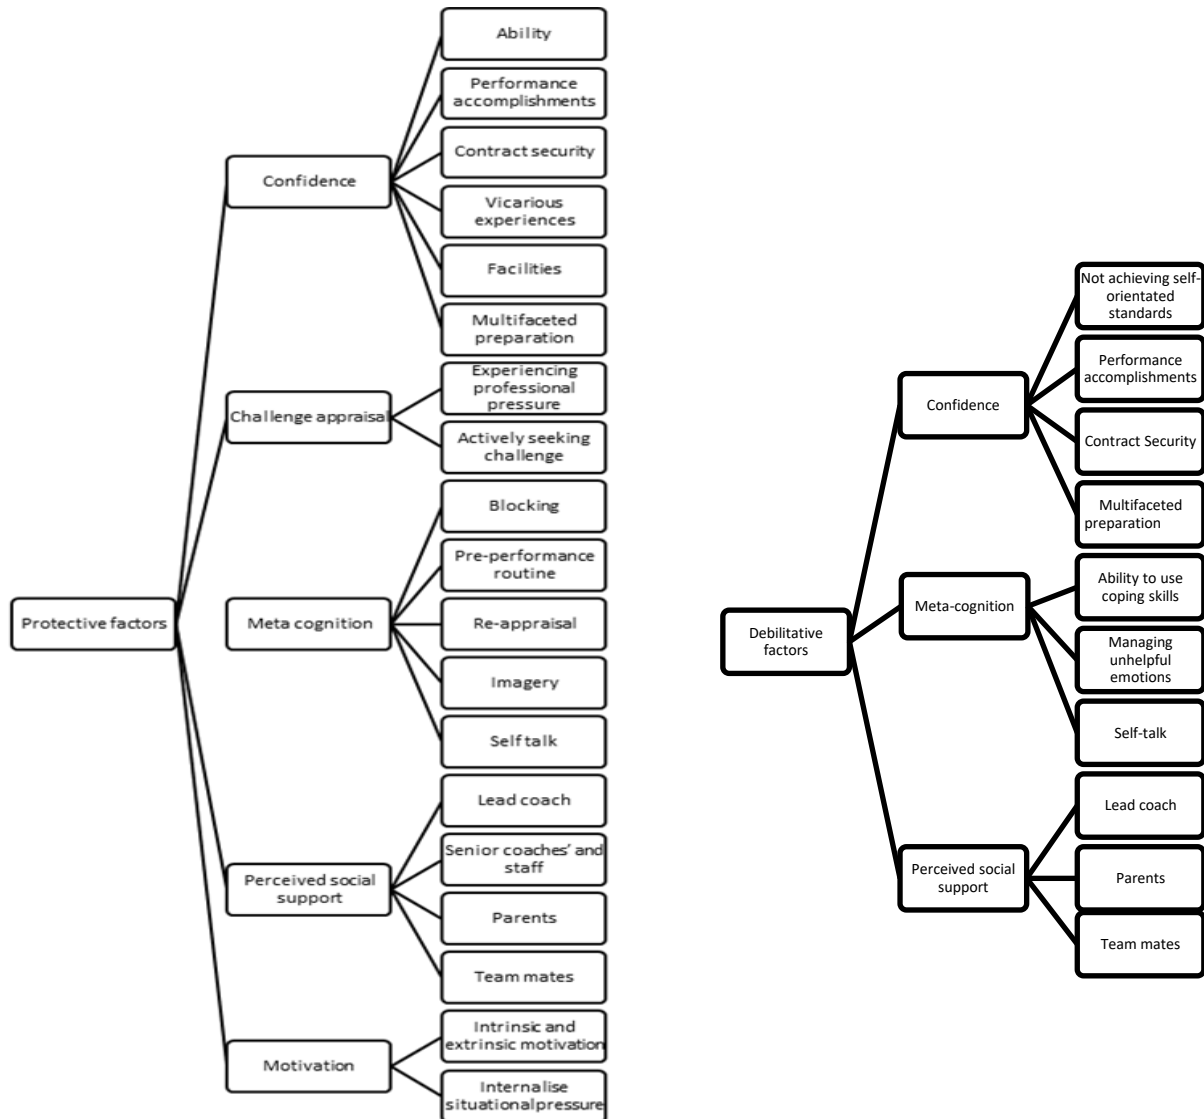 Protective factors
Confidence
Ability
Performance
accomplishments
Contract security
Vicarious
experiences
Facilities
Multifaceted
preparation
Challenge appraisal
Experiencing
professional
pressure
Actively seeking
challenge
Meta cognition
Blocking
Pre-performance
routine
Re-appraisal
Imagery
Self talk
Perceived social
support
Lead coach
Senior coaches' and
staff
Parents
Team mates
Motivation
Intrinsic and
extrinsic motivation
Internalise
situational pressure
Debilitative
factors
Confidence
Not achieving self-
orientated
standards
Performance
accomplishments
Contract Security
Multifaceted
preparation
Meta-cognition
Ability to use
coping skills
Managing
unhelpful
emotions
Self-talk
Perceived social
support
Lead coach
Parents
Team mates